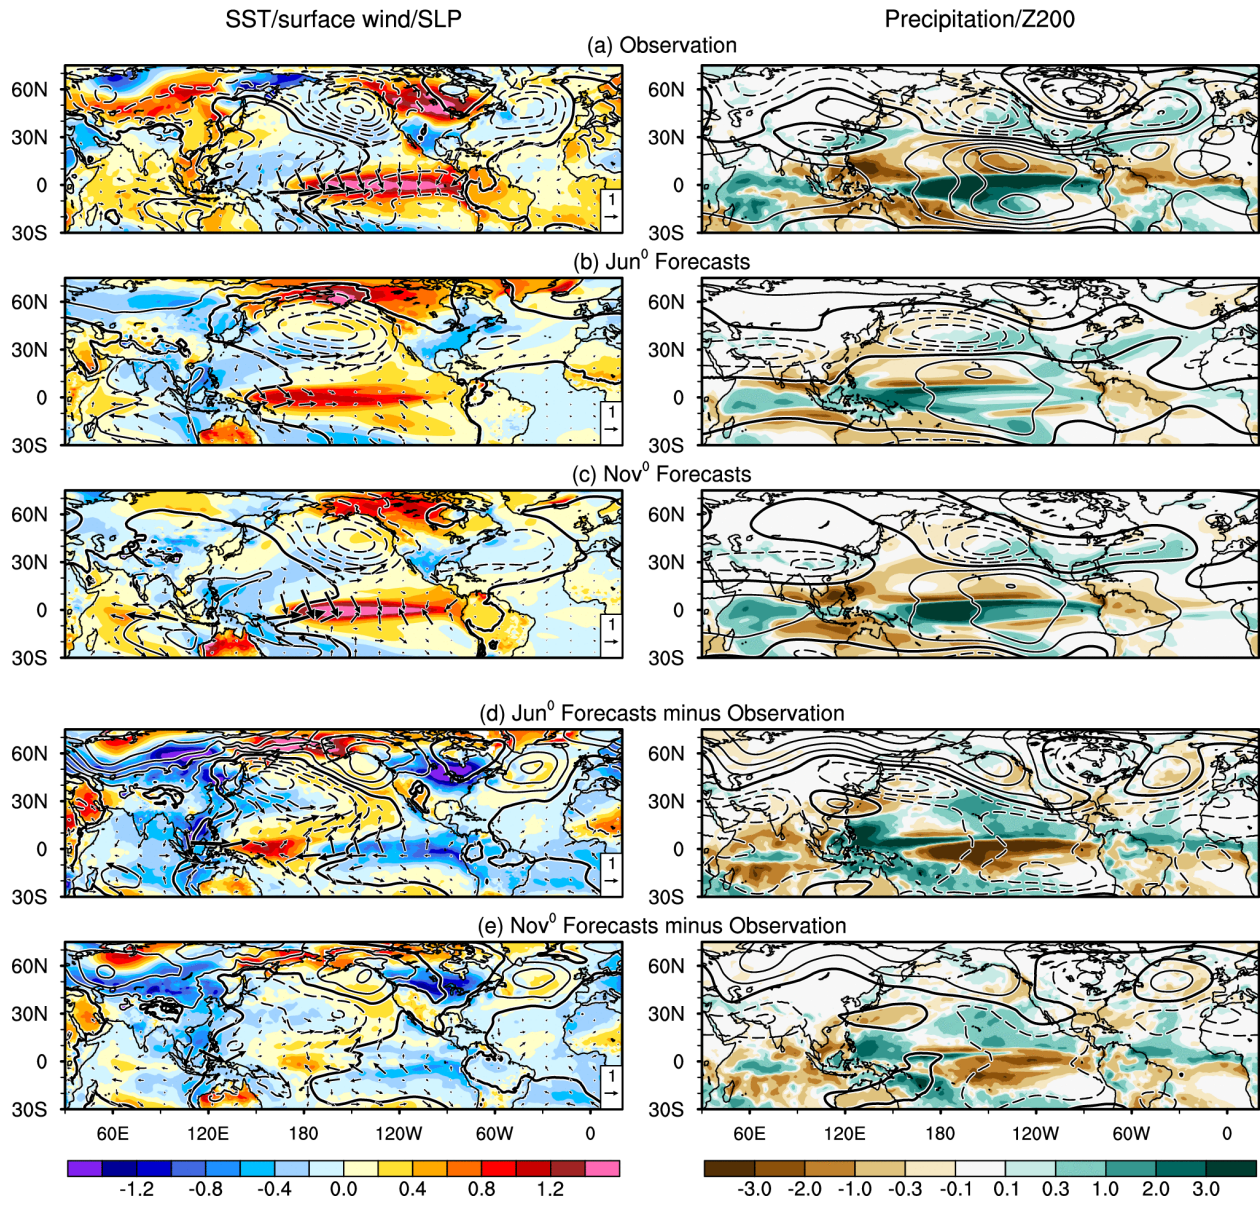 SST/surface wind/SLP Precipitation/Z200
(a) Observation
60N 60N
30N 30N
0 0
30S 30S
1
(b) Jun⁰ Forecasts
60N 60N
30N 30N
0 0
30S 30S
1
(c) Nov⁰ Forecasts
60N 60N
30N 30N
0 0
30S 30S
1
(d) Jun⁰ Forecasts minus Observation
60N 60N
30N 30N
0 0
30S 30S
1
(e) Nov⁰ Forecasts minus Observation
60N 60N
30N 30N
0 0
30S 30S
1
60E 120E 180 120W 60W 0 60E 120E 180 120W 60W 0
-1.2 -0.8 -0.4 0.0 0.4 0.8 1.2 -3.0 -2.0 -1.0 -0.3 -0.1 0.1 0.3 1.0 2.0 3.0